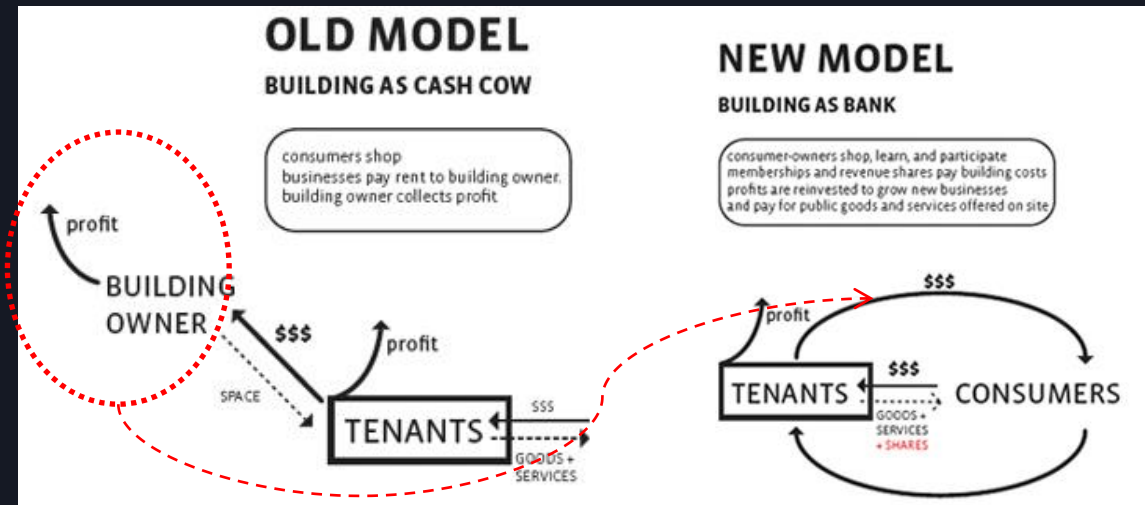 OLD MODEL
BUILDING AS CASH COW
consumers shop
businesses pay rent to building owner.
building owner collects profit
profit
BUILDING
OWNER
$$$
SPACE
profit
TENANTS
$$$
GOODS +
SERVICES
NEW MODEL
BUILDING AS BANK
consumer-owners shop, learn, and participate
memberships and revenue shares pay building costs
profits are reinvested to grow new businesses
and pay for public goods and services offered on site
$$$
profit
TENANTS
$$$
GOODS +
SERVICES
+ SHARES
CONSUMERS